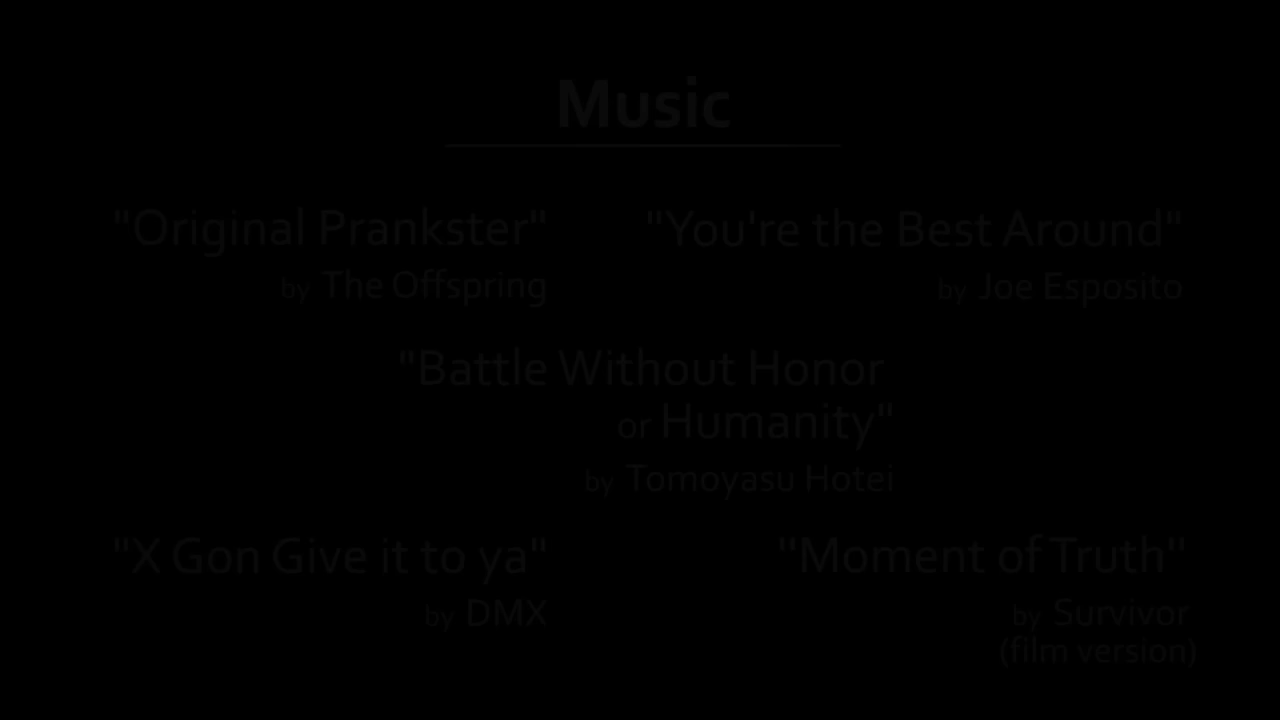 Music
"Original Prankster"
by The Offspring
"You're the Best Around"
by Joe Esposito
"Battle Without Honor
or Humanity"
by Tomoyasu Hotei
"X Gon Give it to ya"
by DMX
"Moment of Truth"
by Survivor
(film version)